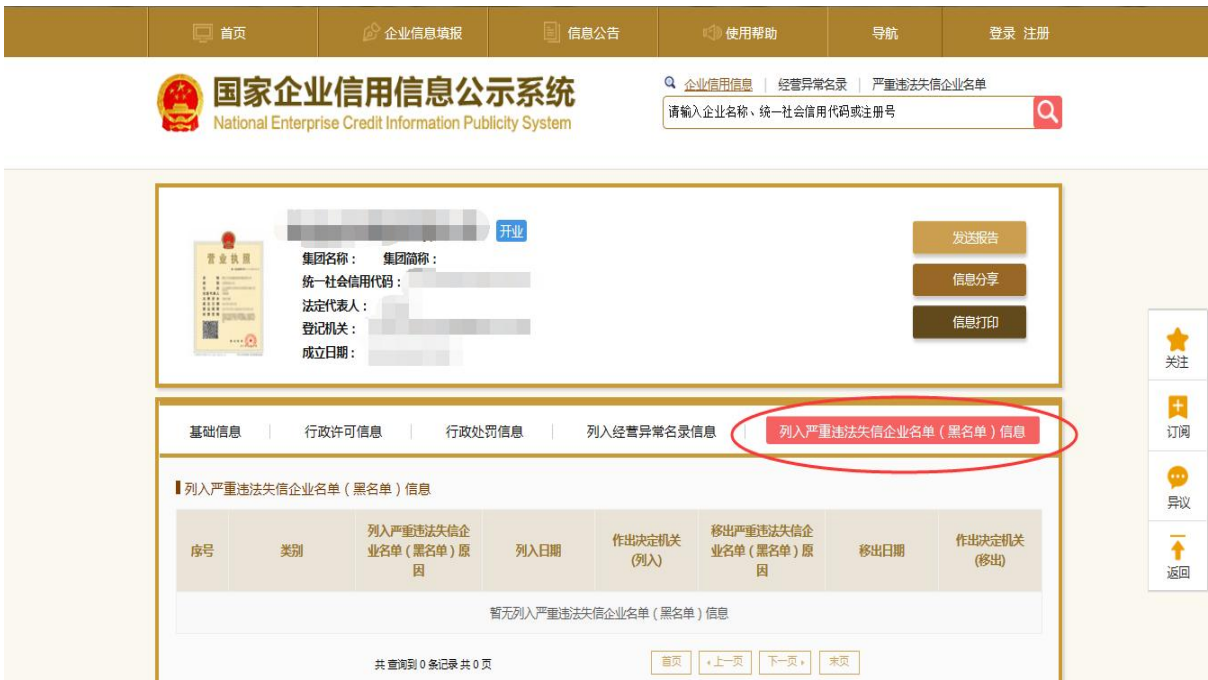 首页 企业信息填报 信息公告 使用帮助 导航 登录 注册
国家企业信用信息公示系统
National Enterprise Credit Information Publicity System
企业信用信息 | 经营异常名录 | 严重违法失信企业名单
请输入企业名称、统一社会信用代码或注册号
开业
营业执照
集团名称： 集团简称：
统一社会信用代码：
法定代表人：
登记机关：
成立日期：
发送报告
信息分享
信息打印
关注
订阅
异议
返回
基础信息 | 行政许可信息 | 行政处罚信息 | 列入经营异常名录信息 | 列入严重违法失信企业名单（黑名单）信息
列入严重违法失信企业名单（黑名单）信息
序号 类别 列入严重违法失信企业名单（黑名单）原因 列入日期 作出决定机关(列入) 移出严重违法失信企业名单（黑名单）原因 移出日期 作出决定机关(移出)
暂无列入严重违法失信企业名单（黑名单）信息
共查询到 0 条记录 共 0 页
首页 上一页 下一页 末页